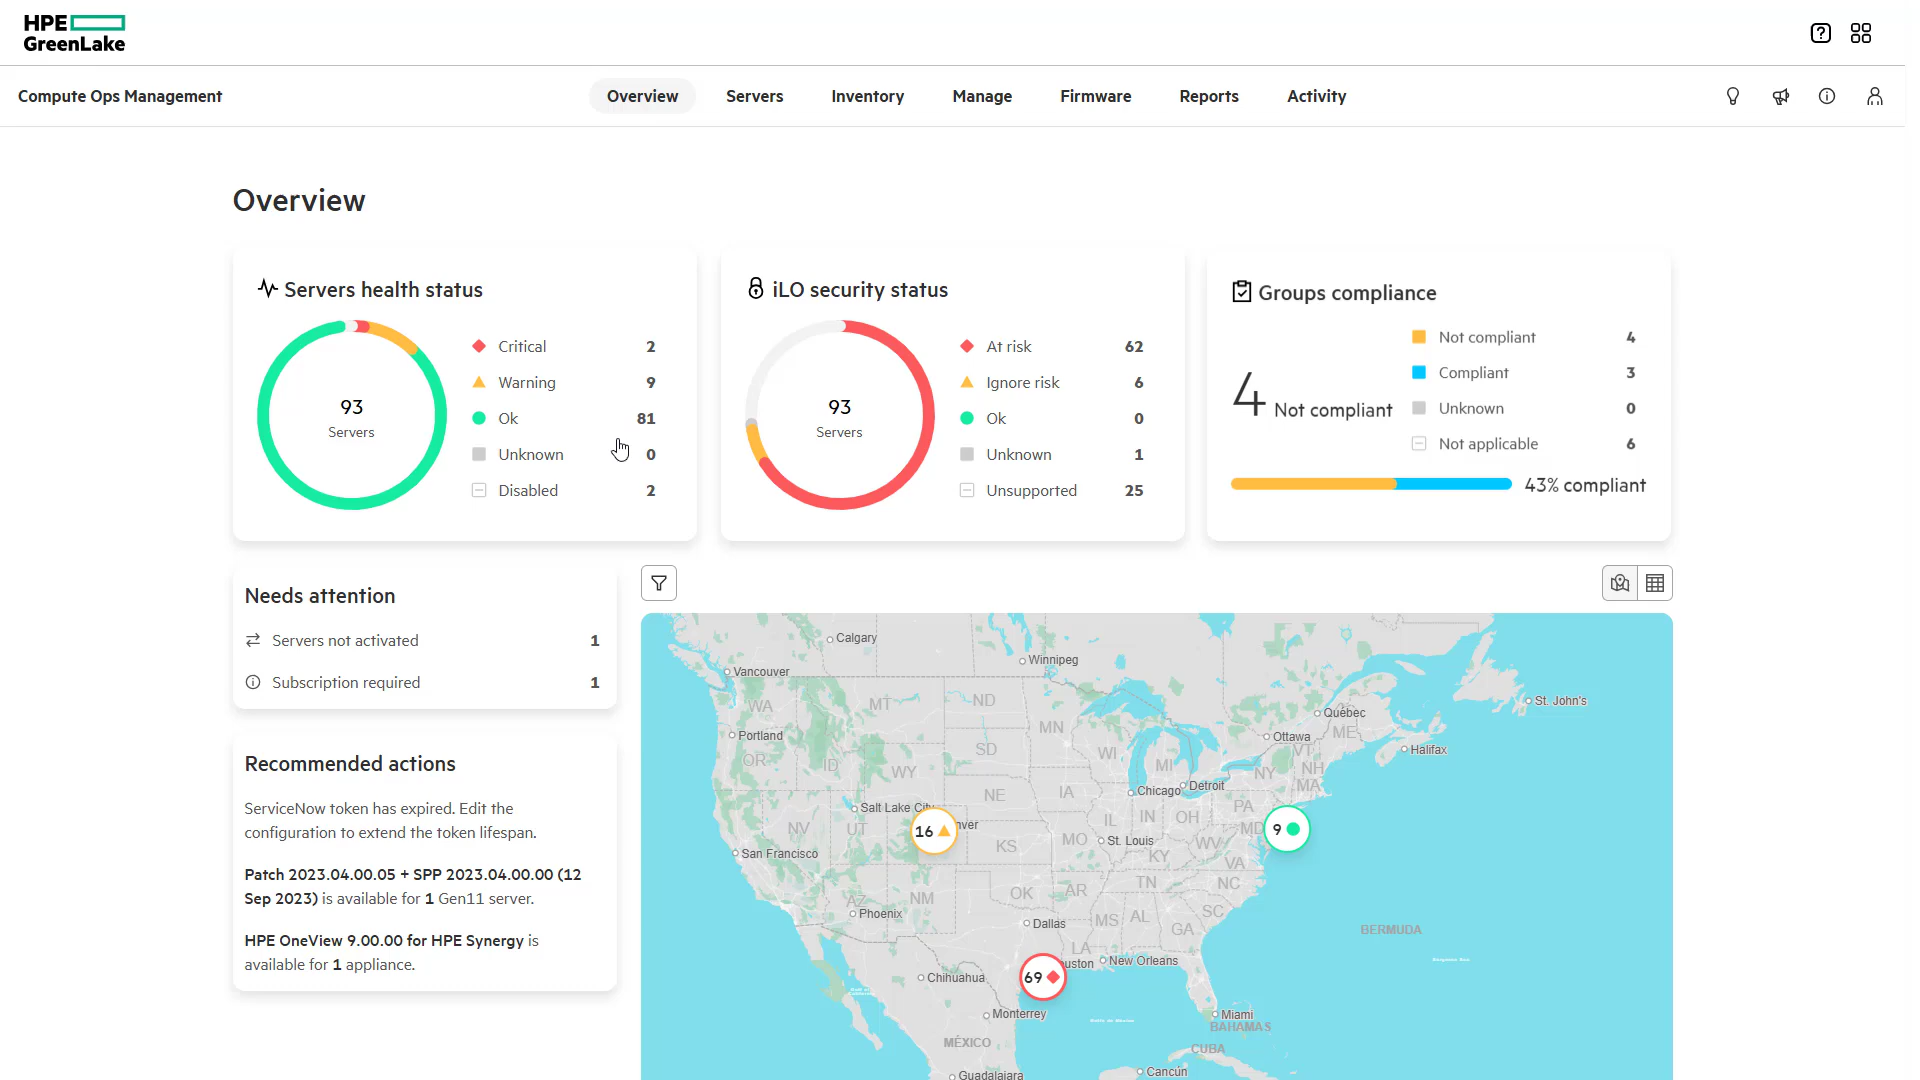 HPE
GreenLake
Compute Ops Management
Overview
Servers
Inventory
Manage
Firmware
Reports
Activity
Overview
Servers health status
93
Servers
Critical 2
Warning 9
Ok 81
Unknown 0
Disabled 2
iLO security status
93
Servers
At risk 62
Ignore risk 6
Ok 0
Unknown 1
Unsupported 25
Groups compliance
4 Not compliant
Not compliant 4
Compliant 3
Unknown 0
Not applicable 6
43% compliant
Needs attention
Servers not activated 1
Subscription required 1
Recommended actions
ServiceNow token has expired. Edit the
configuration to extend the token lifespan.
Patch 2023.04.00.05 + SPP 2023.04.00.00 (12
Sep 2023) is available for 1 Gen11 server.
HPE OneView 9.00.00 for HPE Synergy is
available for 1 appliance.
Calgary
Winnipeg
Vancouver
St. John's
WA
MT
ND
MN
Québec
Portland
Ottawa
ME
Halifax
OR
ID
SD
WI
MI
VT
NH
WY
NY
MA
Chicago
Detroit
NE
IA
Salt Lake City
PA
NV
UT
16
nver
IL
IN
OH
MD
9
San Francisco
KS
MO
St. Louis
WV
KY
VA
AZ
NM
OK
AR
TN
NC
Phoenix
Dallas
MS
AL
SC
GA
BERMUDA
LA
uston
New Orleans
69
Chihuahua
Monterrey
Miami
BAHAMAS
MÉXICO
CUBA
Guadalajara
Cancún